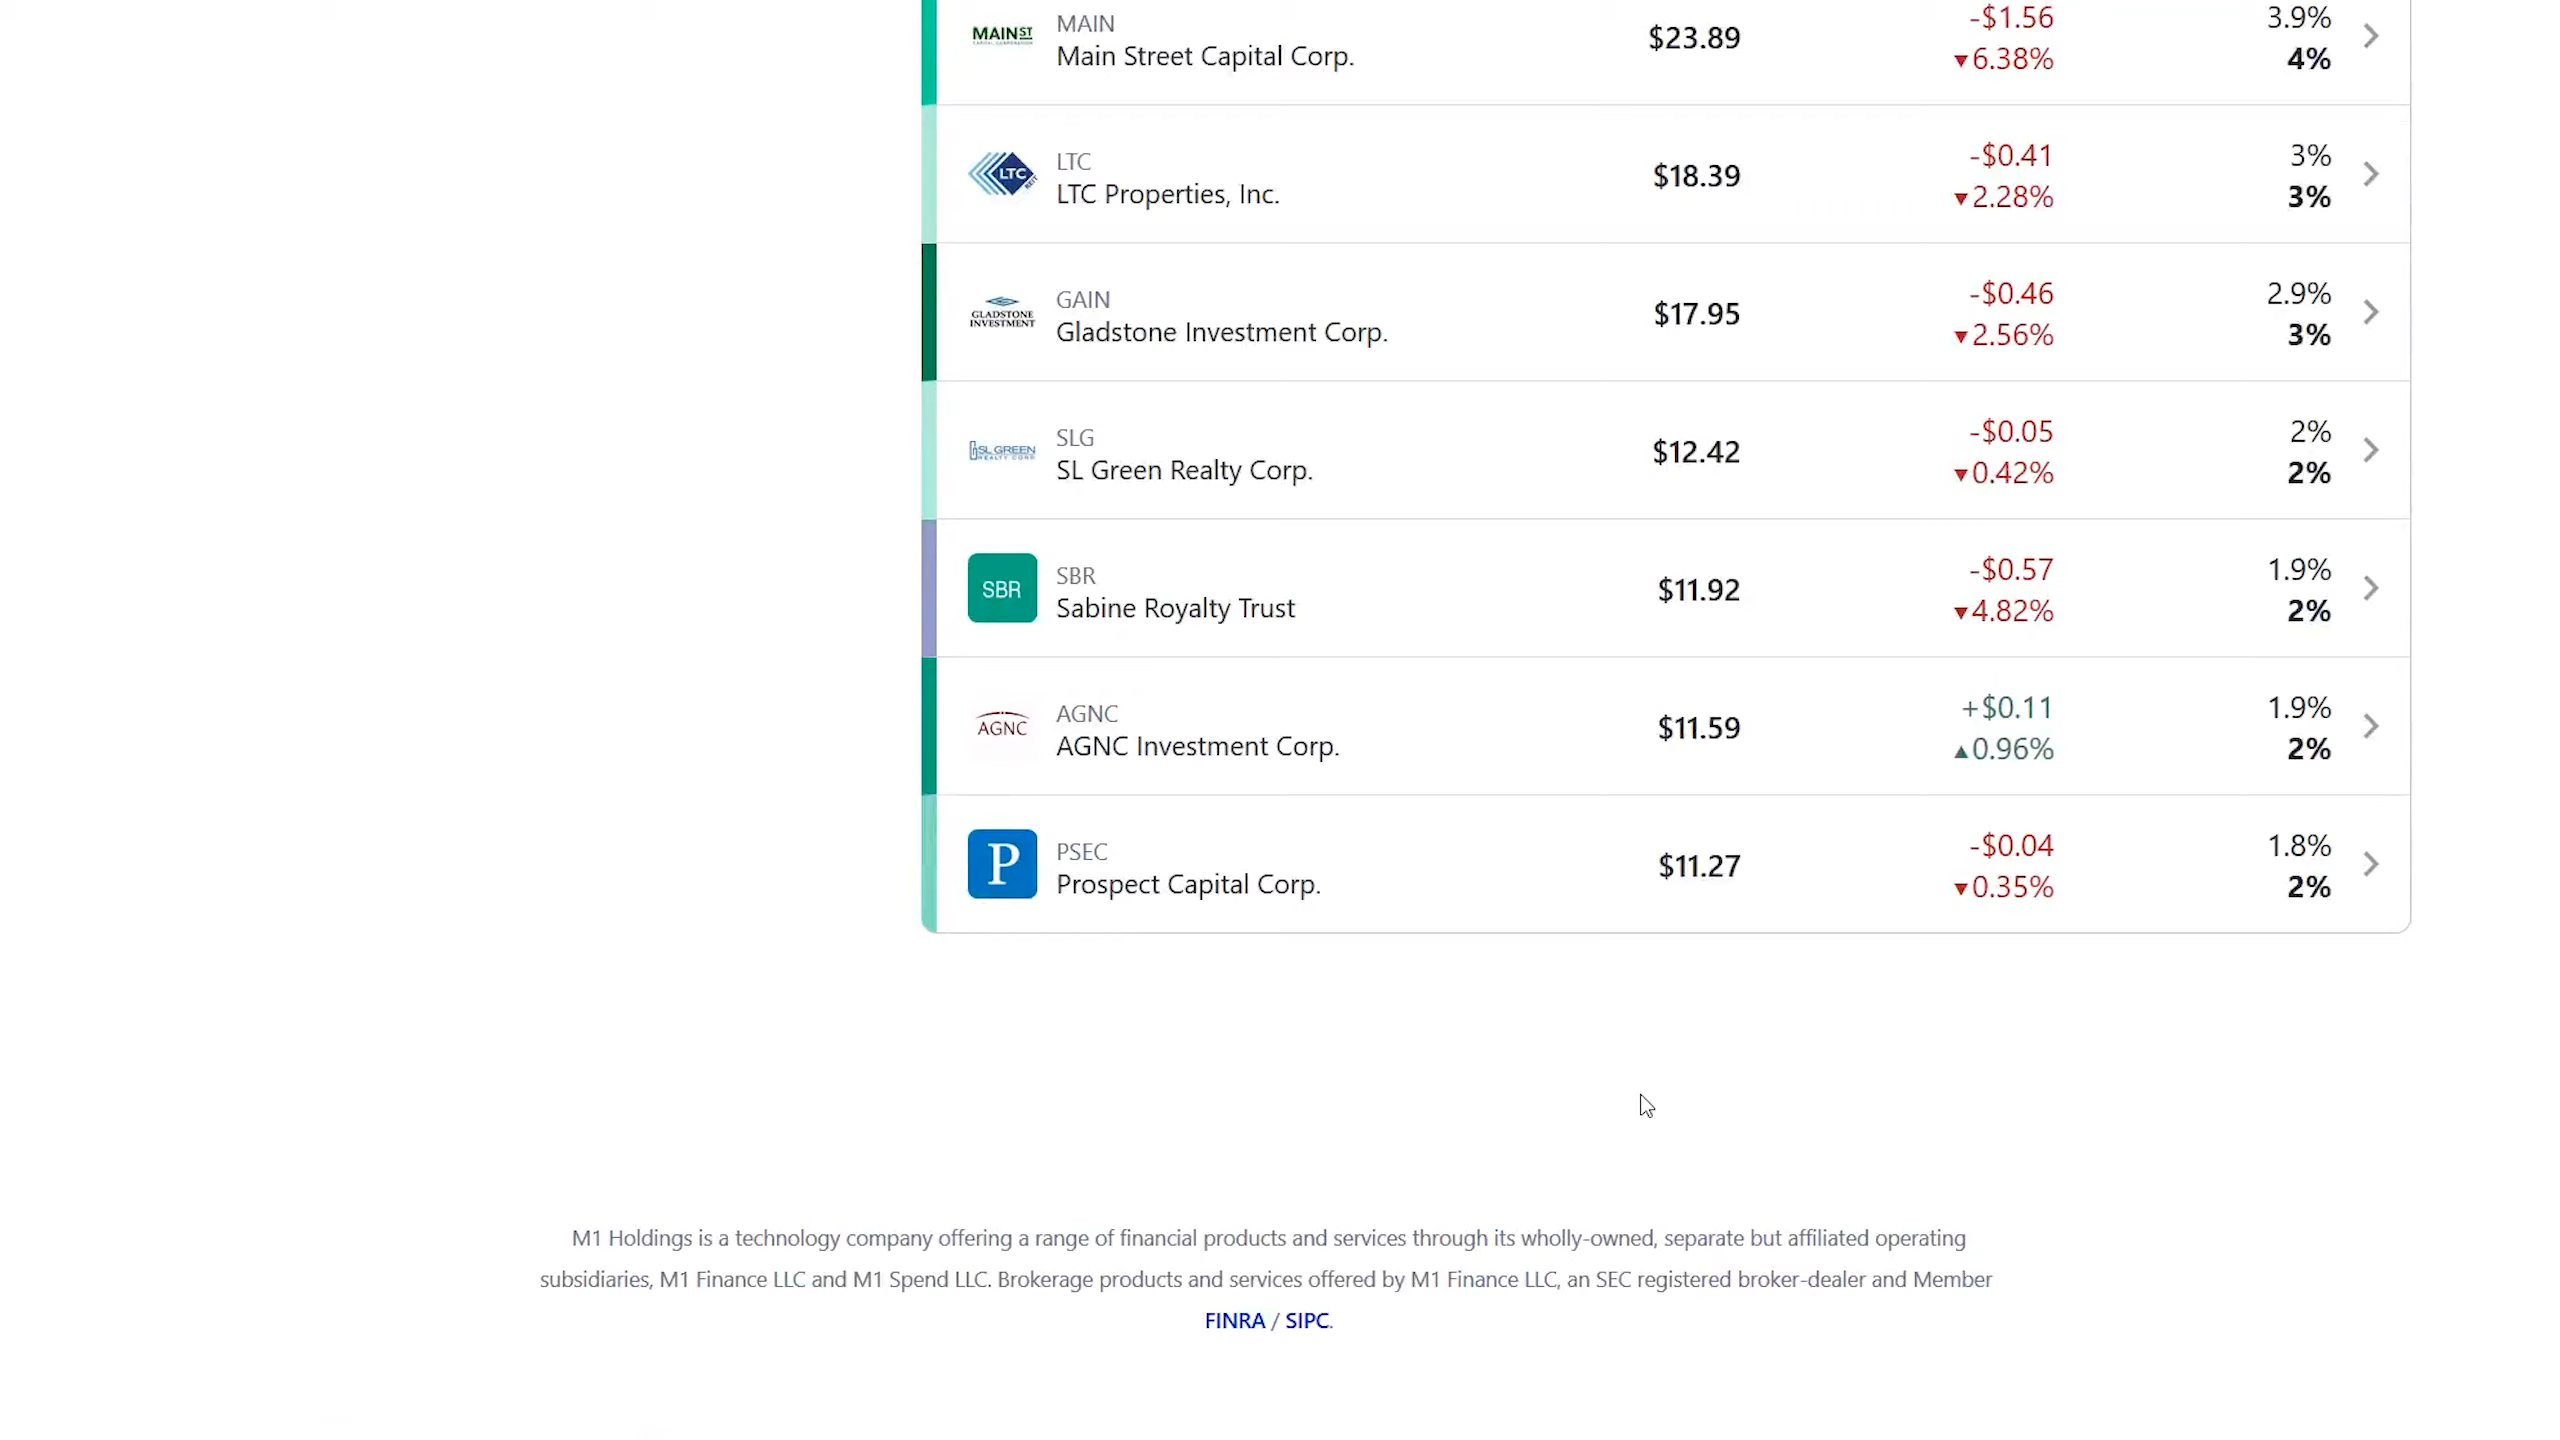 MAINST
MAIN
Main Street Capital Corp.
$23.89
-$1.56
▼6.38%
3.9%
4%
LTC
REIT
LTC
LTC Properties, Inc.
$18.39
-$0.41
▼2.28%
3%
3%
GLADSTONE
INVESTMENT
GAIN
Gladstone Investment Corp.
$17.95
-$0.46
▼2.56%
2.9%
3%
SL GREEN
REALTY CORP
SLG
SL Green Realty Corp.
$12.42
-$0.05
▼0.42%
2%
2%
SBR
SBR
Sabine Royalty Trust
$11.92
-$0.57
▼4.82%
1.9%
2%
AGNC
AGNC
AGNC Investment Corp.
$11.59
+$0.11
▲0.96%
1.9%
2%
P
PSEC
Prospect Capital Corp.
$11.27
-$0.04
▼0.35%
1.8%
2%
M1 Holdings is a technology company offering a range of financial products and services through its wholly-owned, separate but affiliated operating
subsidiaries, M1 Finance LLC and M1 Spend LLC. Brokerage products and services offered by M1 Finance LLC, an SEC registered broker-dealer and Member
FINRA / SIPC.